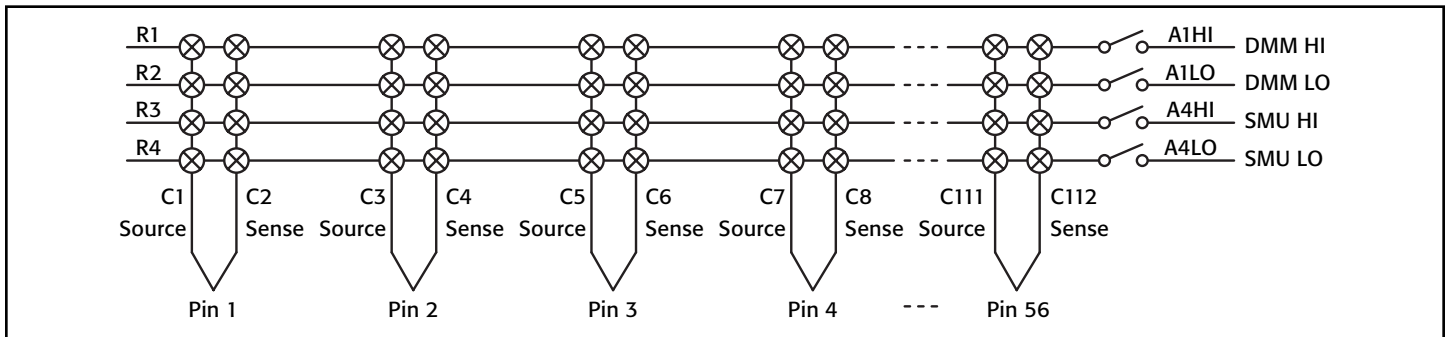 R1 A1HI DMM HI
R2 A1LO DMM LO
R3 A4HI SMU HI
R4 A4LO SMU LO
C1 C2 C3 C4 C5 C6 C7 C8 C111 C112
Source Sense Source Sense Source Sense Source Sense Source Sense
Pin 1 Pin 2 Pin 3 Pin 4 Pin 56